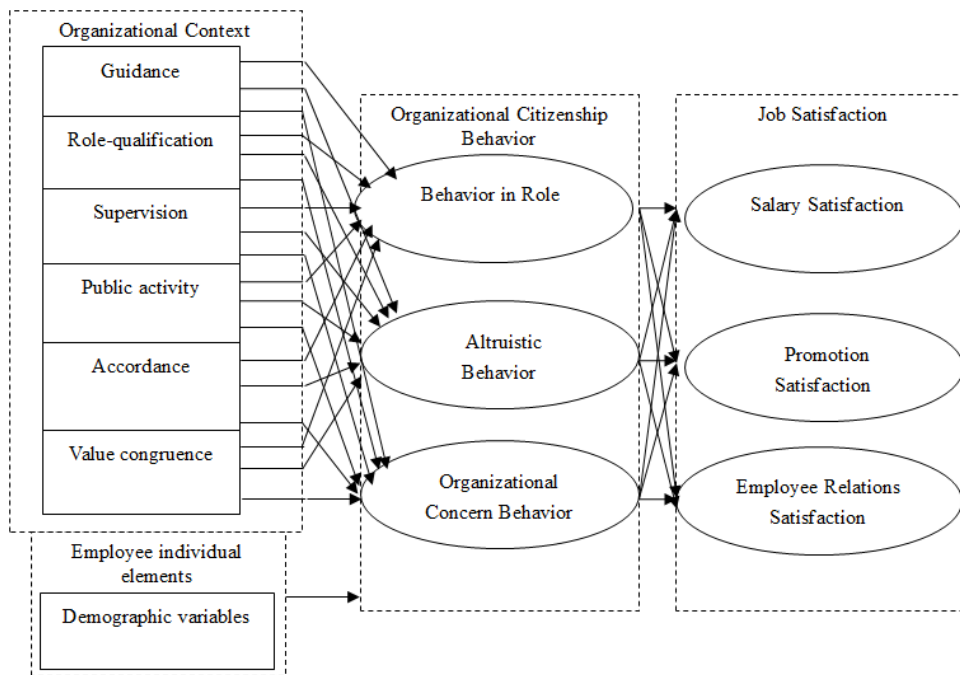 Organizational Context
Guidance
Role-qualification
Supervision
Public activity
Accordance
Value congruence
Employee individual
elements
Demographic variables
Organizational Citizenship
Behavior
Behavior in Role
Altruistic
Behavior
Organizational
Concern Behavior
Job Satisfaction
Salary Satisfaction
Promotion
Satisfaction
Employee Relations
Satisfaction